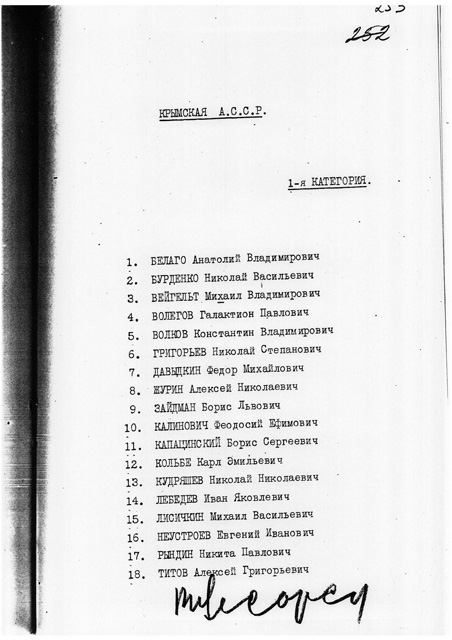 252
КРЫМСКАЯ А.С.С.Р.
1-я КАТЕГОРИЯ.
1. БЕЛАГО Анатолий Владимирович
2. БУРДЕНКО Николай Васильевич
3. ВЕЙГЕЛЬТ Михаил Владимирович
4. ВОЛЕГОВ Галактион Павлович
5. ВОЛКОВ Константин Владимирович
6. ГРИГОРЬЕВ Николай Степанович
7. ДАВЫДКИН Федор Михайлович
8. ЖУРИН Алексей Николаевич
9. ЗАЙДМАН Борис Львович
10. КАЛИНОВИЧ Феодосий Ефимович
11. КАПАЦИНСКИЙ Борис Сергеевич
12. КОЛЬБЕ Карл Эмильевич
13. КУДРЯШЕВ Николай Николаевич
14. ЛЕБЕДЕВ Иван Яковлевич
15. ЛИСИЧКИН Михаил Васильевич
16. НЕУСТРОЕВ Евгений Иванович
17. РЫНДИН Никита Павлович
18. ТИТОВ Алексей Григорьевич